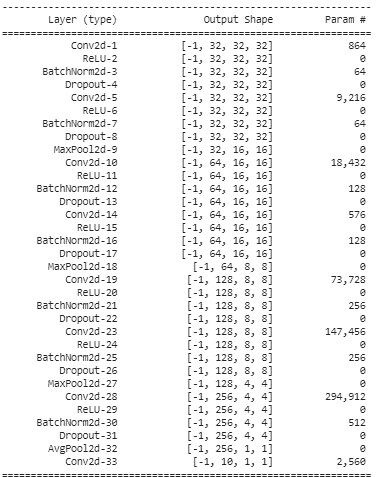 ----------------------------------------------------------------
Layer (type) Output Shape Param #
================================================================
Conv2d-1 [-1, 32, 32, 32] 864
ReLU-2 [-1, 32, 32, 32] 0
BatchNorm2d-3 [-1, 32, 32, 32] 64
Dropout-4 [-1, 32, 32, 32] 0
Conv2d-5 [-1, 32, 32, 32] 9,216
ReLU-6 [-1, 32, 32, 32] 0
BatchNorm2d-7 [-1, 32, 32, 32] 64
Dropout-8 [-1, 32, 32, 32] 0
MaxPool2d-9 [-1, 32, 16, 16] 0
Conv2d-10 [-1, 64, 16, 16] 18,432
ReLU-11 [-1, 64, 16, 16] 0
BatchNorm2d-12 [-1, 64, 16, 16] 128
Dropout-13 [-1, 64, 16, 16] 0
Conv2d-14 [-1, 64, 16, 16] 576
ReLU-15 [-1, 64, 16, 16] 0
BatchNorm2d-16 [-1, 64, 16, 16] 128
Dropout-17 [-1, 64, 16, 16] 0
MaxPool2d-18 [-1, 64, 8, 8] 0
Conv2d-19 [-1, 128, 8, 8] 73,728
ReLU-20 [-1, 128, 8, 8] 0
BatchNorm2d-21 [-1, 128, 8, 8] 256
Dropout-22 [-1, 128, 8, 8] 0
Conv2d-23 [-1, 128, 8, 8] 147,456
ReLU-24 [-1, 128, 8, 8] 0
BatchNorm2d-25 [-1, 128, 8, 8] 256
Dropout-26 [-1, 128, 8, 8] 0
MaxPool2d-27 [-1, 128, 4, 4] 0
Conv2d-28 [-1, 256, 4, 4] 294,912
ReLU-29 [-1, 256, 4, 4] 0
BatchNorm2d-30 [-1, 256, 4, 4] 512
Dropout-31 [-1, 256, 4, 4] 0
AvgPool2d-32 [-1, 256, 1, 1] 0
Conv2d-33 [-1, 10, 1, 1] 2,560
================================================================